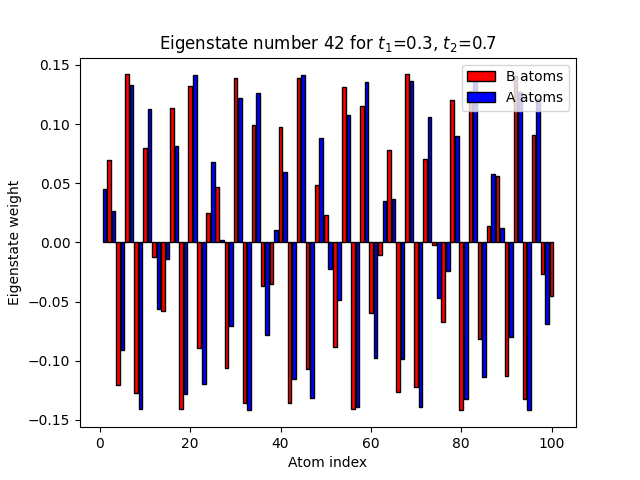 Eigenstate number 42 for t₁=0.3, t₂=0.7
B atoms
A atoms
0.15
0.10
0.05
0.00
−0.05
−0.10
−0.15
Eigenstate weight
0 20 40 60 80 100
Atom index